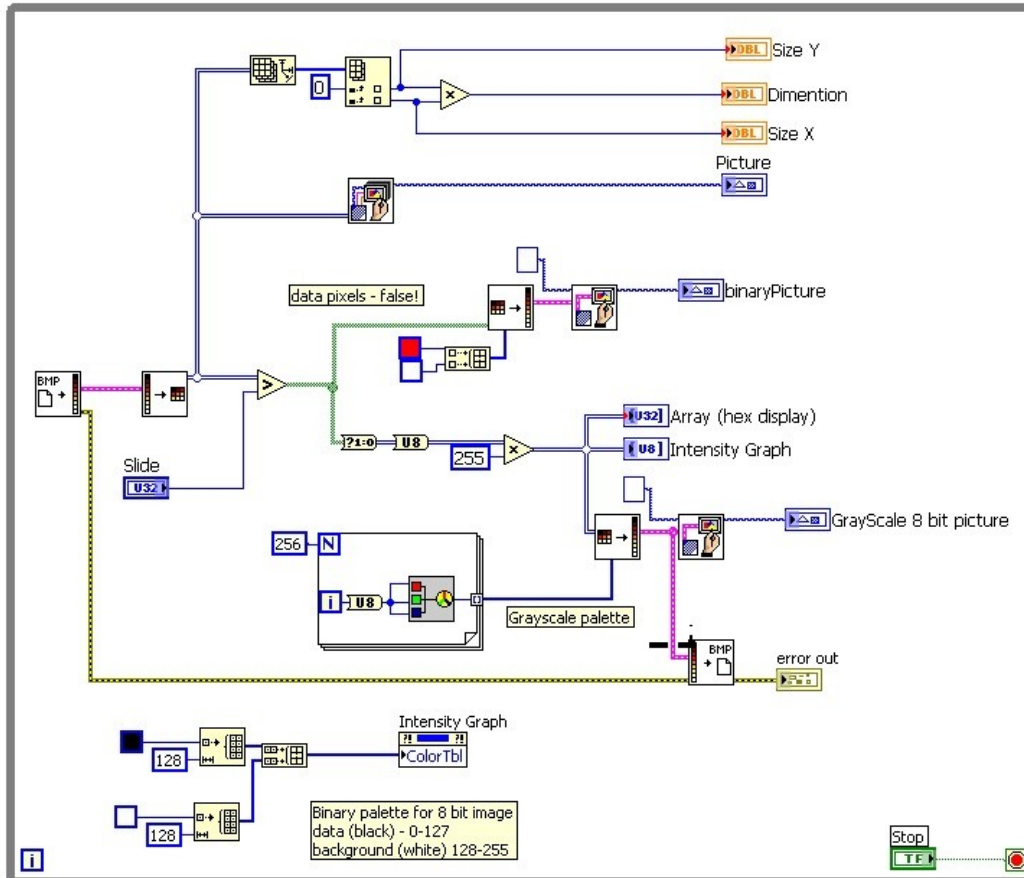 DBL Size Y
0
DBL Dimention
DBL Size X
Picture
data pixels - false!
binaryPicture
BMP
U32 Array (hex display)
?1:0 U8
255
U8 Intensity Graph
Slide
U32
GrayScale 8 bit picture
256 N
i U8
Grayscale palette
BMP
error out
Intensity Graph
?! ?!
ColorTbl
128
128
Binary palette for 8 bit image
data (black) - 0-127
background (white) 128-255
Stop
TF
i